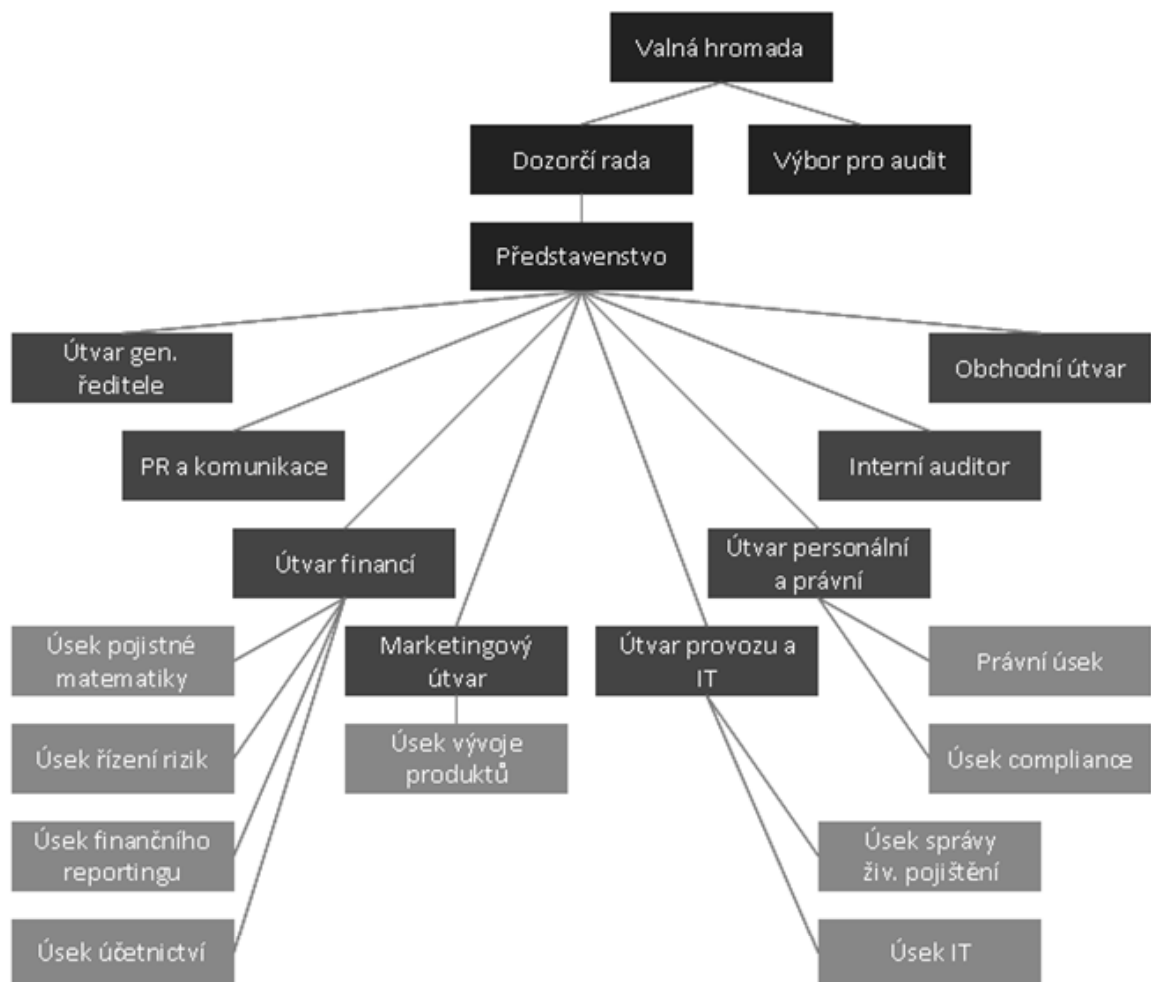 Valná hromada
Dozorčí rada
Výbor pro audit
Představenstvo
Útvar gen.
ředitele
Obchodní útvar
PR a komunikace
Interní auditor
Útvar financí
Útvar personální
a právní
Úsek pojistné
matematiky
Marketingový
útvar
Útvar provozu a
IT
Právní úsek
Úsek řízení rizik
Úsek vývoje
produktů
Úsek compliance
Úsek finančního
reportingu
Úsek správy
živ. pojištění
Úsek účetnictví
Úsek IT